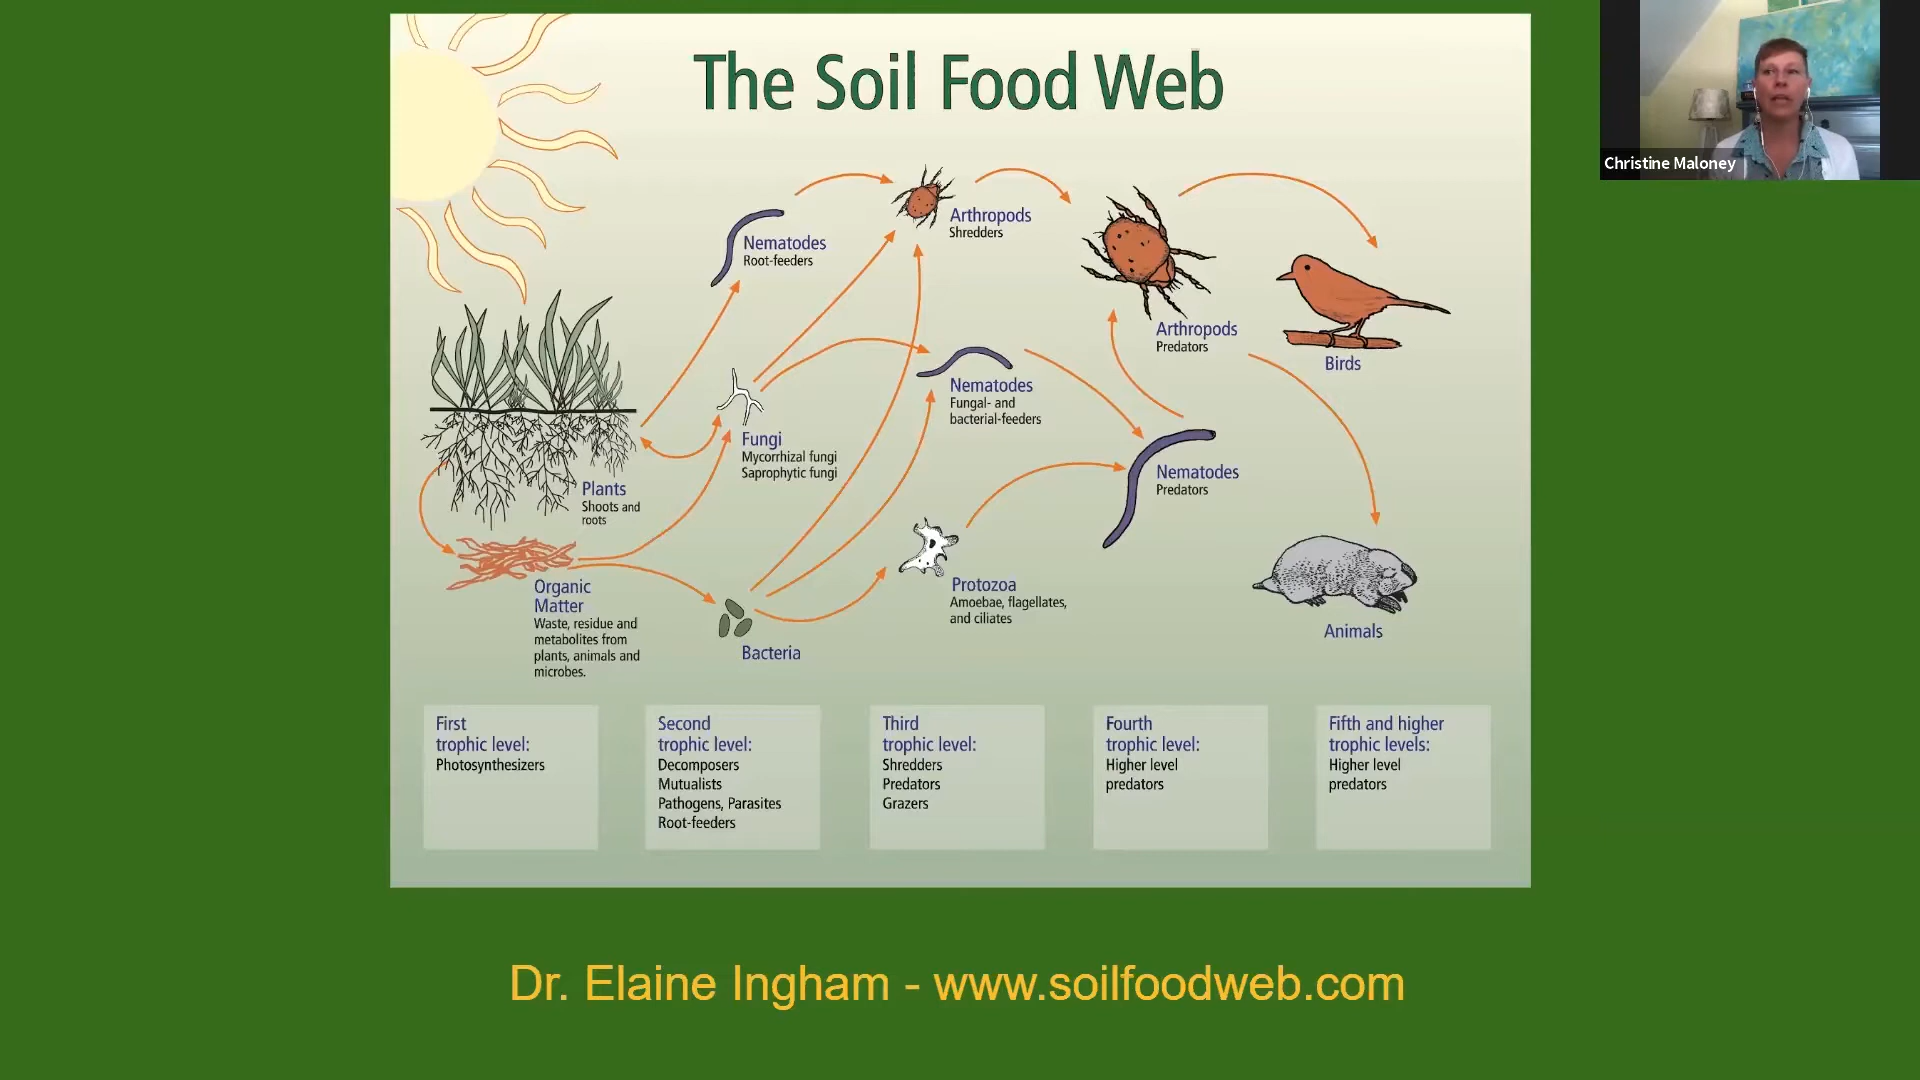 The Soil Food Web
Christine Maloney
Nematodes
Root-feeders
Arthropods
Shredders
Arthropods
Predators
Birds
Nematodes
Fungal- and
bacterial-feeders
Fungi
Mycorrhizal fungi
Saprophytic fungi
Nematodes
Predators
Plants
Shoots and
roots
Organic
Matter
Waste, residue and
metabolites from
plants, animals and
microbes.
Bacteria
Protozoa
Amoebae, flagellates,
and ciliates
Animals
First
trophic level:
Photosynthesizers
Second
trophic level:
Decomposers
Mutualists
Pathogens, Parasites
Root-feeders
Third
trophic level:
Shredders
Predators
Grazers
Fourth
trophic level:
Higher level
predators
Fifth and higher
trophic levels:
Higher level
predators
Dr. Elaine Ingham - www.soilfoodweb.com